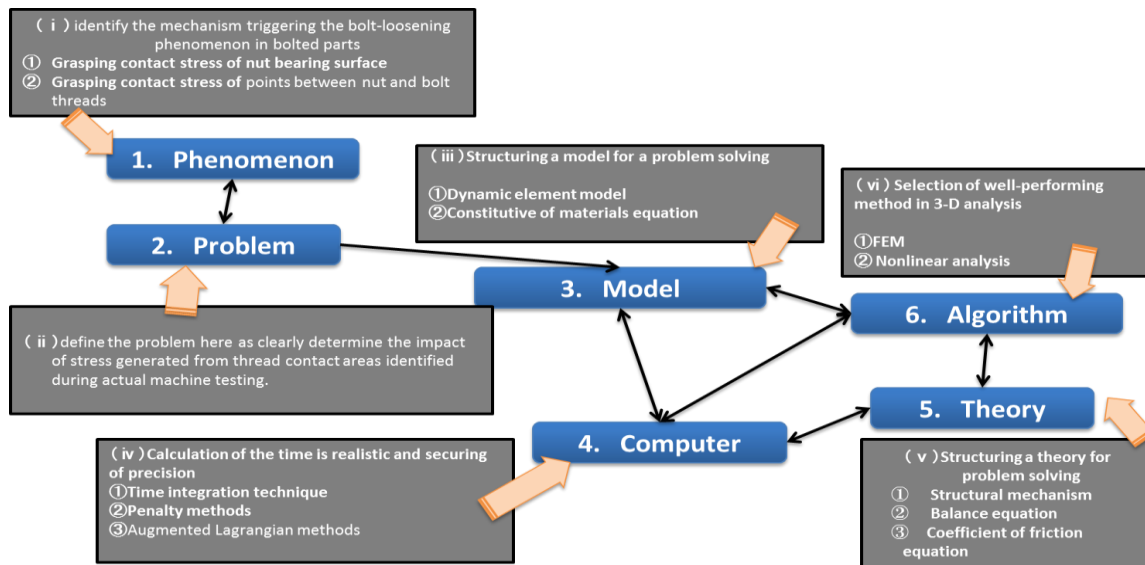 （ⅰ）identify the mechanism triggering the bolt-loosening
phenomenon in bolted parts
① Grasping contact stress of nut bearing surface
② Grasping contact stress of points between nut and bolt
threads
1. Phenomenon
2. Problem
（ⅱ）define the problem here as clearly determine the impact
of stress generated from thread contact areas identified
during actual machine testing.
（ⅲ）Structuring a model for a problem solving
①Dynamic element model
②Constitutive of materials equation
3. Model
（ⅳ）Calculation of the time is realistic and securing
of precision
①Time integration technique
②Penalty methods
③Augmented Lagrangian methods
4. Computer
（ⅵ）Selection of well-performing
method in 3-D analysis
①FEM
② Nonlinear analysis
6. Algorithm
5. Theory
（ⅴ）Structuring a theory for
problem solving
① Structural mechanism
② Balance equation
③ Coefficient of friction
equation